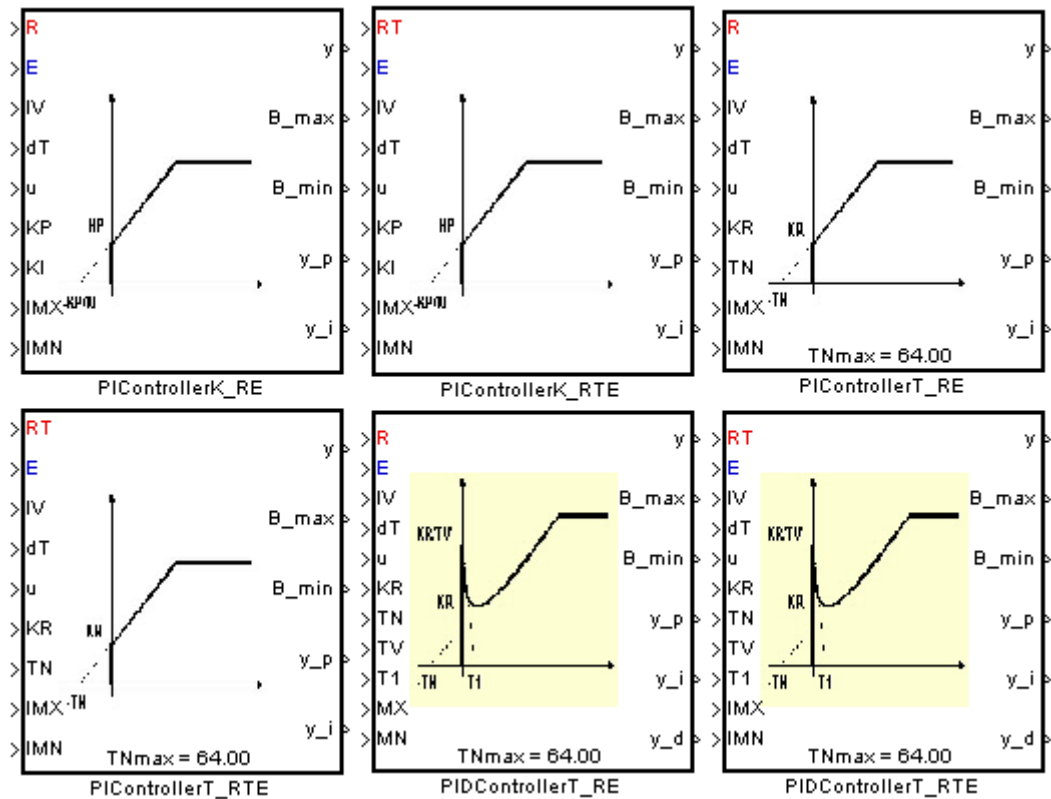 R
E
IV
dT
u
KP
KI
IMX
IMN
y
B_max
B_min
y_p
y_i
PIControllerK_RE
RT
E
IV
dT
u
KP
KI
IMX
IMN
y
B_max
B_min
y_p
y_i
PIControllerK_RTE
R
E
IV
dT
u
KR
TN
IMX
IMN
KR
-TN
y
B_max
B_min
y_p
y_i
TNmax = 64.00
PIControllerT_RE
RT
E
IV
dT
u
KR
TN
IMX
IMN
-TN
y
B_max
B_min
y_p
y_i
TNmax = 64.00
PIControllerT_RTE
R
E
IV
dT
u
KR
TN
TV
T1
MX
MN
KR
-TN
T1
y
B_max
B_min
y_p
y_i
y_d
TNmax = 64.00
PIDControllerT_RE
RT
E
IV
dT
u
KR
TN
TV
T1
IMX
IMN
KR
-TN
T1
y
B_max
B_min
y_p
y_i
y_d
TNmax = 64.00
PIDControllerT_RTE